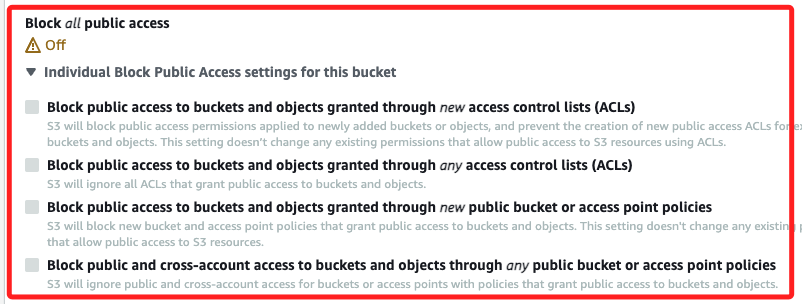 Block all public access
Off
Individual Block Public Access settings for this bucket
Block public access to buckets and objects granted through new access control lists (ACLs)
S3 will block public access permissions applied to newly added buckets or objects, and prevent the creation of new public access ACLs for
buckets and objects. This setting doesn't change any existing permissions that allow public access to S3 resources using ACLs.
Block public access to buckets and objects granted through any access control lists (ACLs)
S3 will ignore all ACLs that grant public access to buckets and objects.
Block public access to buckets and objects granted through new public bucket or access point policies
S3 will block new bucket and access point policies that grant public access to buckets and objects. This setting doesn't change any existing
that allow public access to S3 resources.
Block public and cross-account access to buckets and objects through any public bucket or access point policies
S3 will ignore public and cross-account access for buckets or access points with policies that grant public access to buckets and objects.